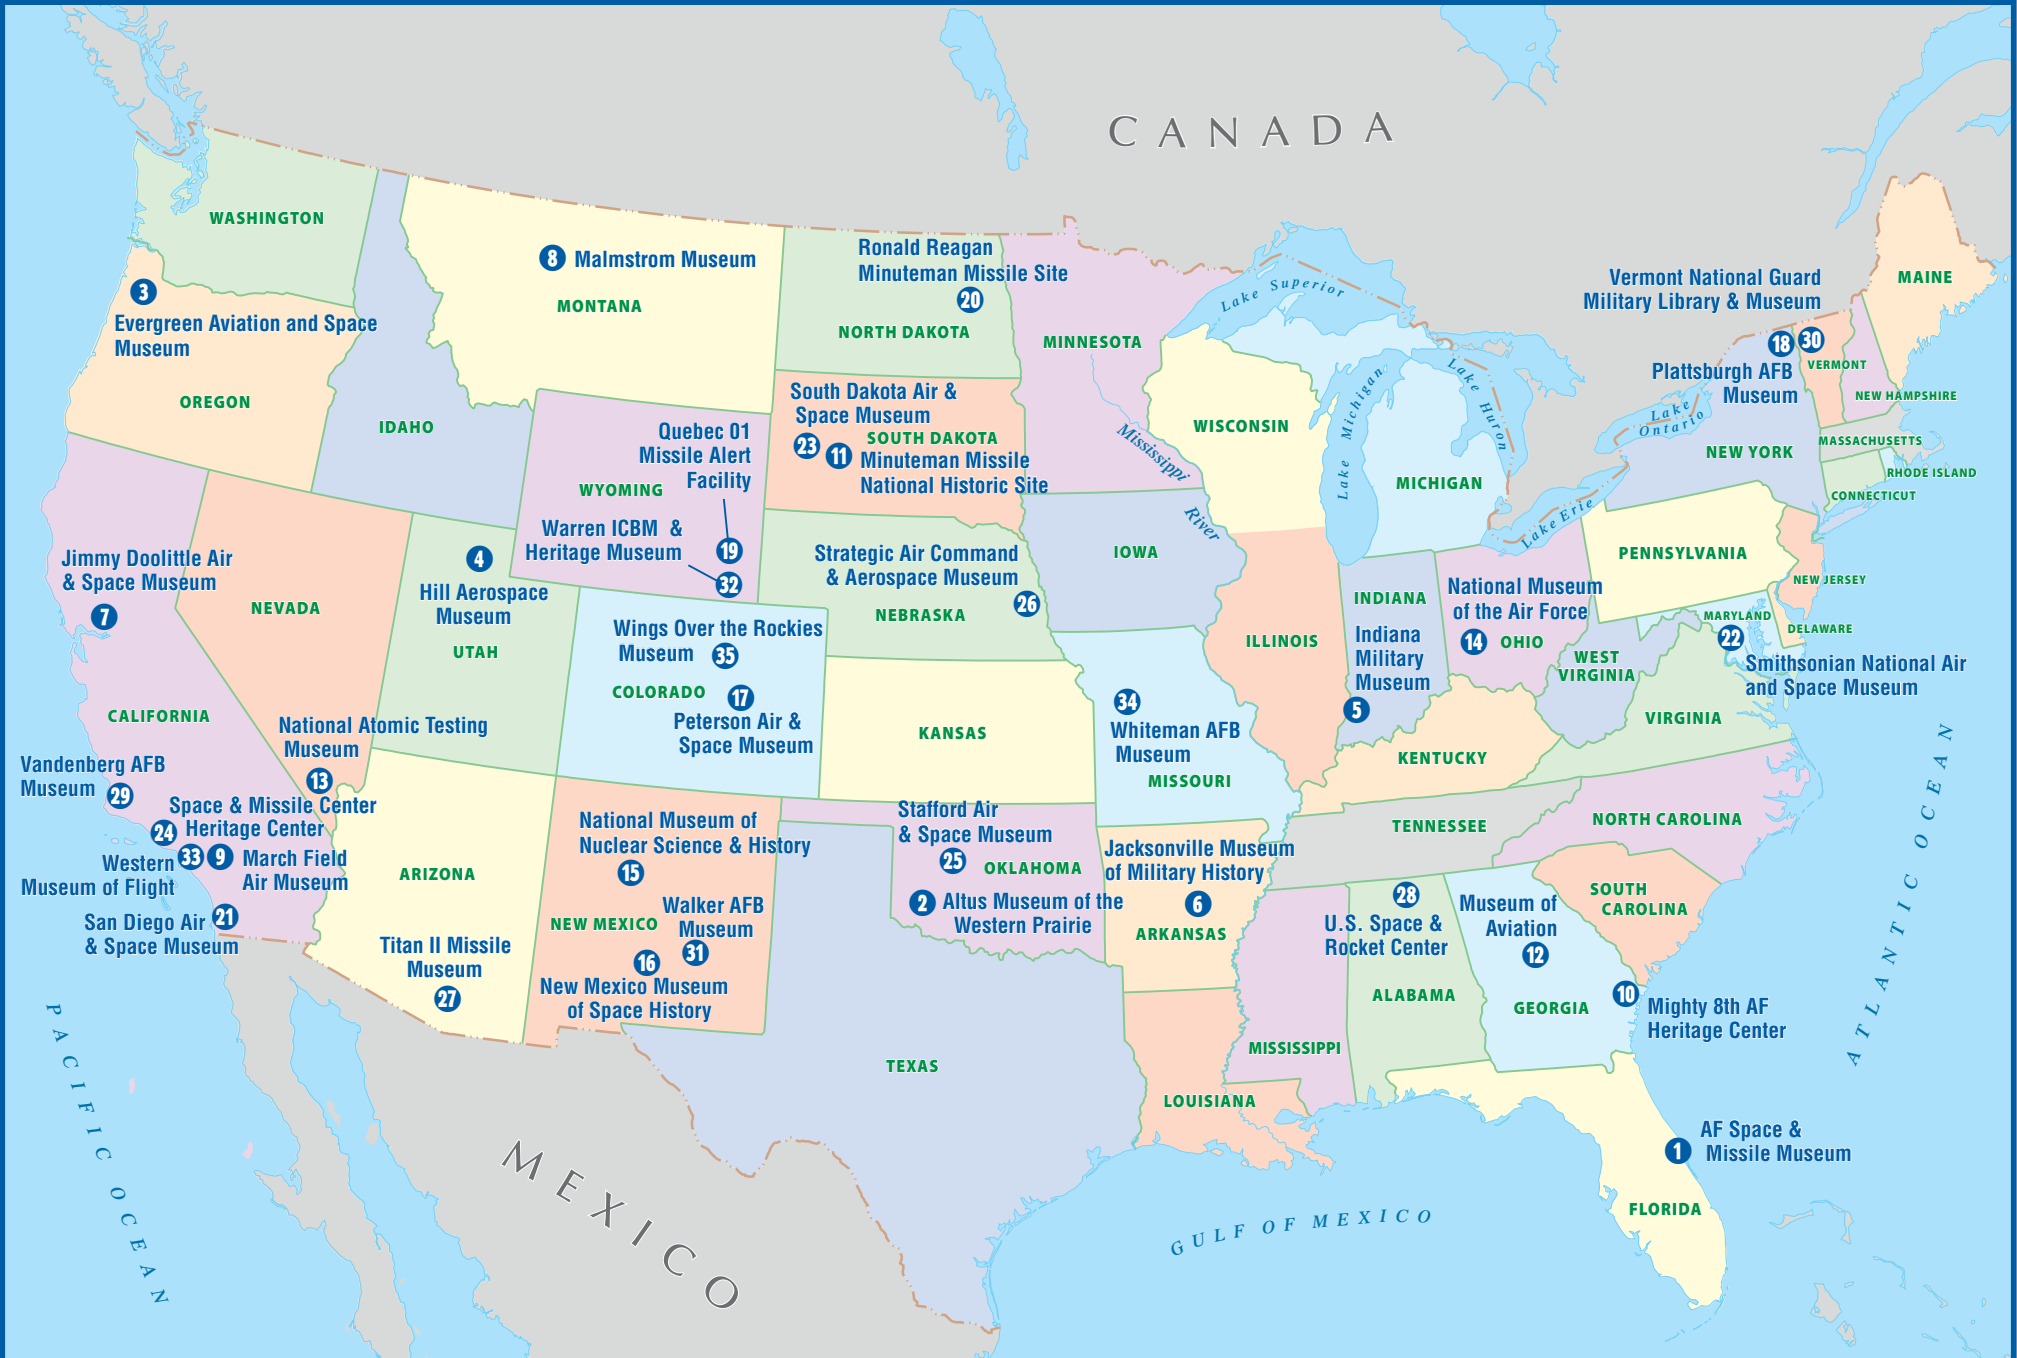 CANADA
WASHINGTON
8 Malmstrom Museum
MONTANA
3
Evergreen Aviation and Space
Museum
OREGON
IDAHO
Ronald Reagan
Minuteman Missile Site
20
NORTH DAKOTA
MINNESOTA
Lake Superior
Lake Michigan
Lake Huron
Lake Ontario
Lake Erie
Mississippi
River
WISCONSIN
MICHIGAN
Vermont National Guard
Military Library & Museum
18 30
Plattsburgh AFB
Museum
MAINE
VERMONT
NEW HAMPSHIRE
MASSACHUSETTS
RHODE ISLAND
CONNECTICUT
NEW YORK
South Dakota Air &
Space Museum
SOUTH DAKOTA
23 11
Minuteman Missile
National Historic Site
Quebec 01
Missile Alert
Facility
WYOMING
Warren ICBM &
Heritage Museum
19
32
Strategic Air Command
& Aerospace Museum
26
NEBRASKA
IOWA
ILLINOIS
INDIANA
Indiana
Military
Museum
5
National Museum
of the Air Force
14 OHIO
PENNSYLVANIA
NEW JERSEY
MARYLAND
DELAWARE
22
Smithsonian National Air
and Space Museum
WEST
VIRGINIA
VIRGINIA
Jimmy Doolittle Air
& Space Museum
7
NEVADA
4
Hill Aerospace
Museum
UTAH
Wings Over the Rockies
Museum 35
COLORADO 17
Peterson Air &
Space Museum
KANSAS
34
Whiteman AFB
Museum
MISSOURI
KENTUCKY
CALIFORNIA
National Atomic Testing
Museum
13
Vandenberg AFB
Museum 29
Space & Missile Center
24 Heritage Center
Western
Museum of Flight
33 9
March Field
Air Museum
San Diego Air
& Space Museum
21
ARIZONA
Titan II Missile
Museum
27
National Museum of
Nuclear Science & History
15
NEW MEXICO
Walker AFB
Museum
31
16
New Mexico Museum
of Space History
Stafford Air
& Space Museum
25 OKLAHOMA
2 Altus Museum of the
Western Prairie
Jacksonville Museum
of Military History
6
ARKANSAS
TENNESSEE
NORTH CAROLINA
SOUTH
CAROLINA
28
U.S. Space &
Rocket Center
ALABAMA
Museum of
Aviation
12
GEORGIA
10 Mighty 8th AF
Heritage Center
MISSISSIPPI
LOUISIANA
TEXAS
1 AF Space &
Missile Museum
FLORIDA
MEXICO
GULF OF MEXICO
PACIFIC OCEAN
ATLANTIC OCEAN